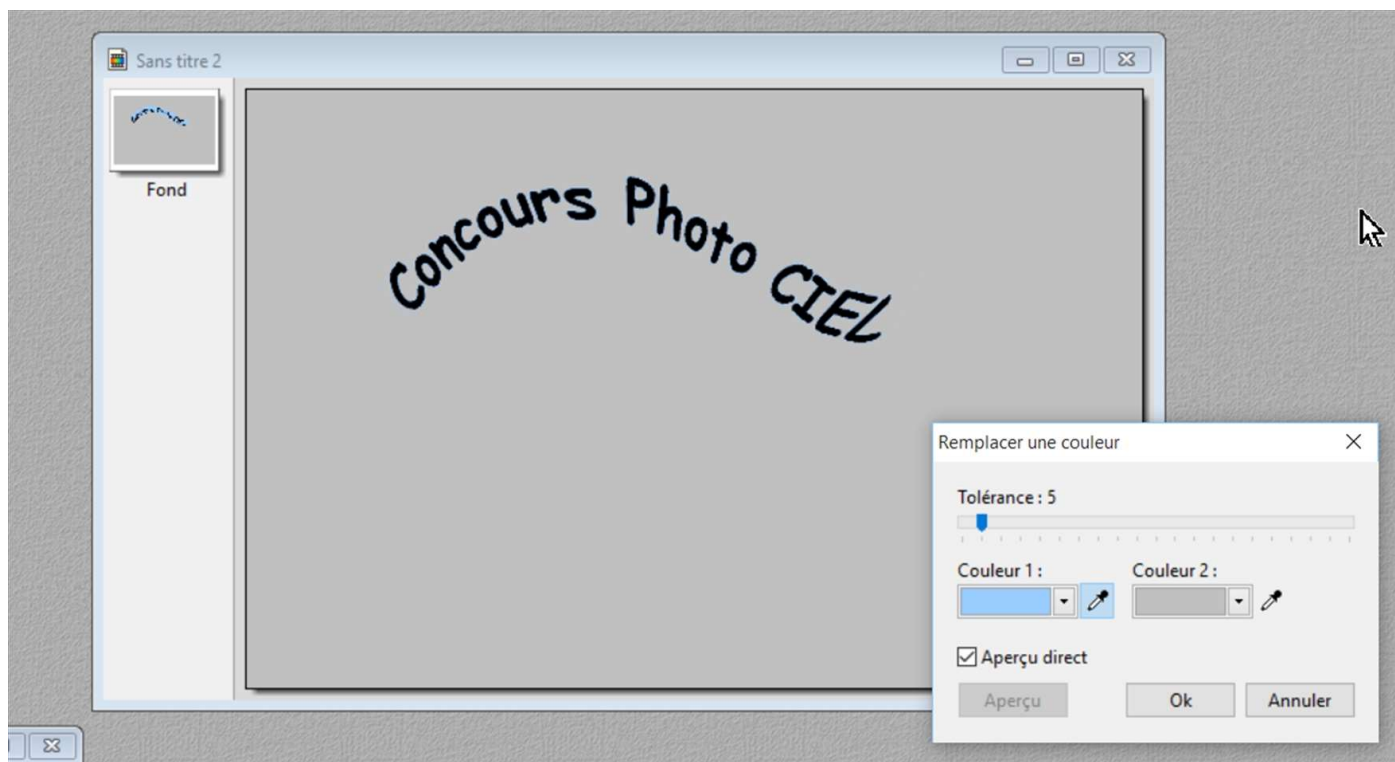 Sans titre 2
Fond
Concours Photo CIEL
Remplacer une couleur
Tolérance : 5
Couleur 1 :
Couleur 2 :
Aperçu direct
Aperçu
Ok
Annuler